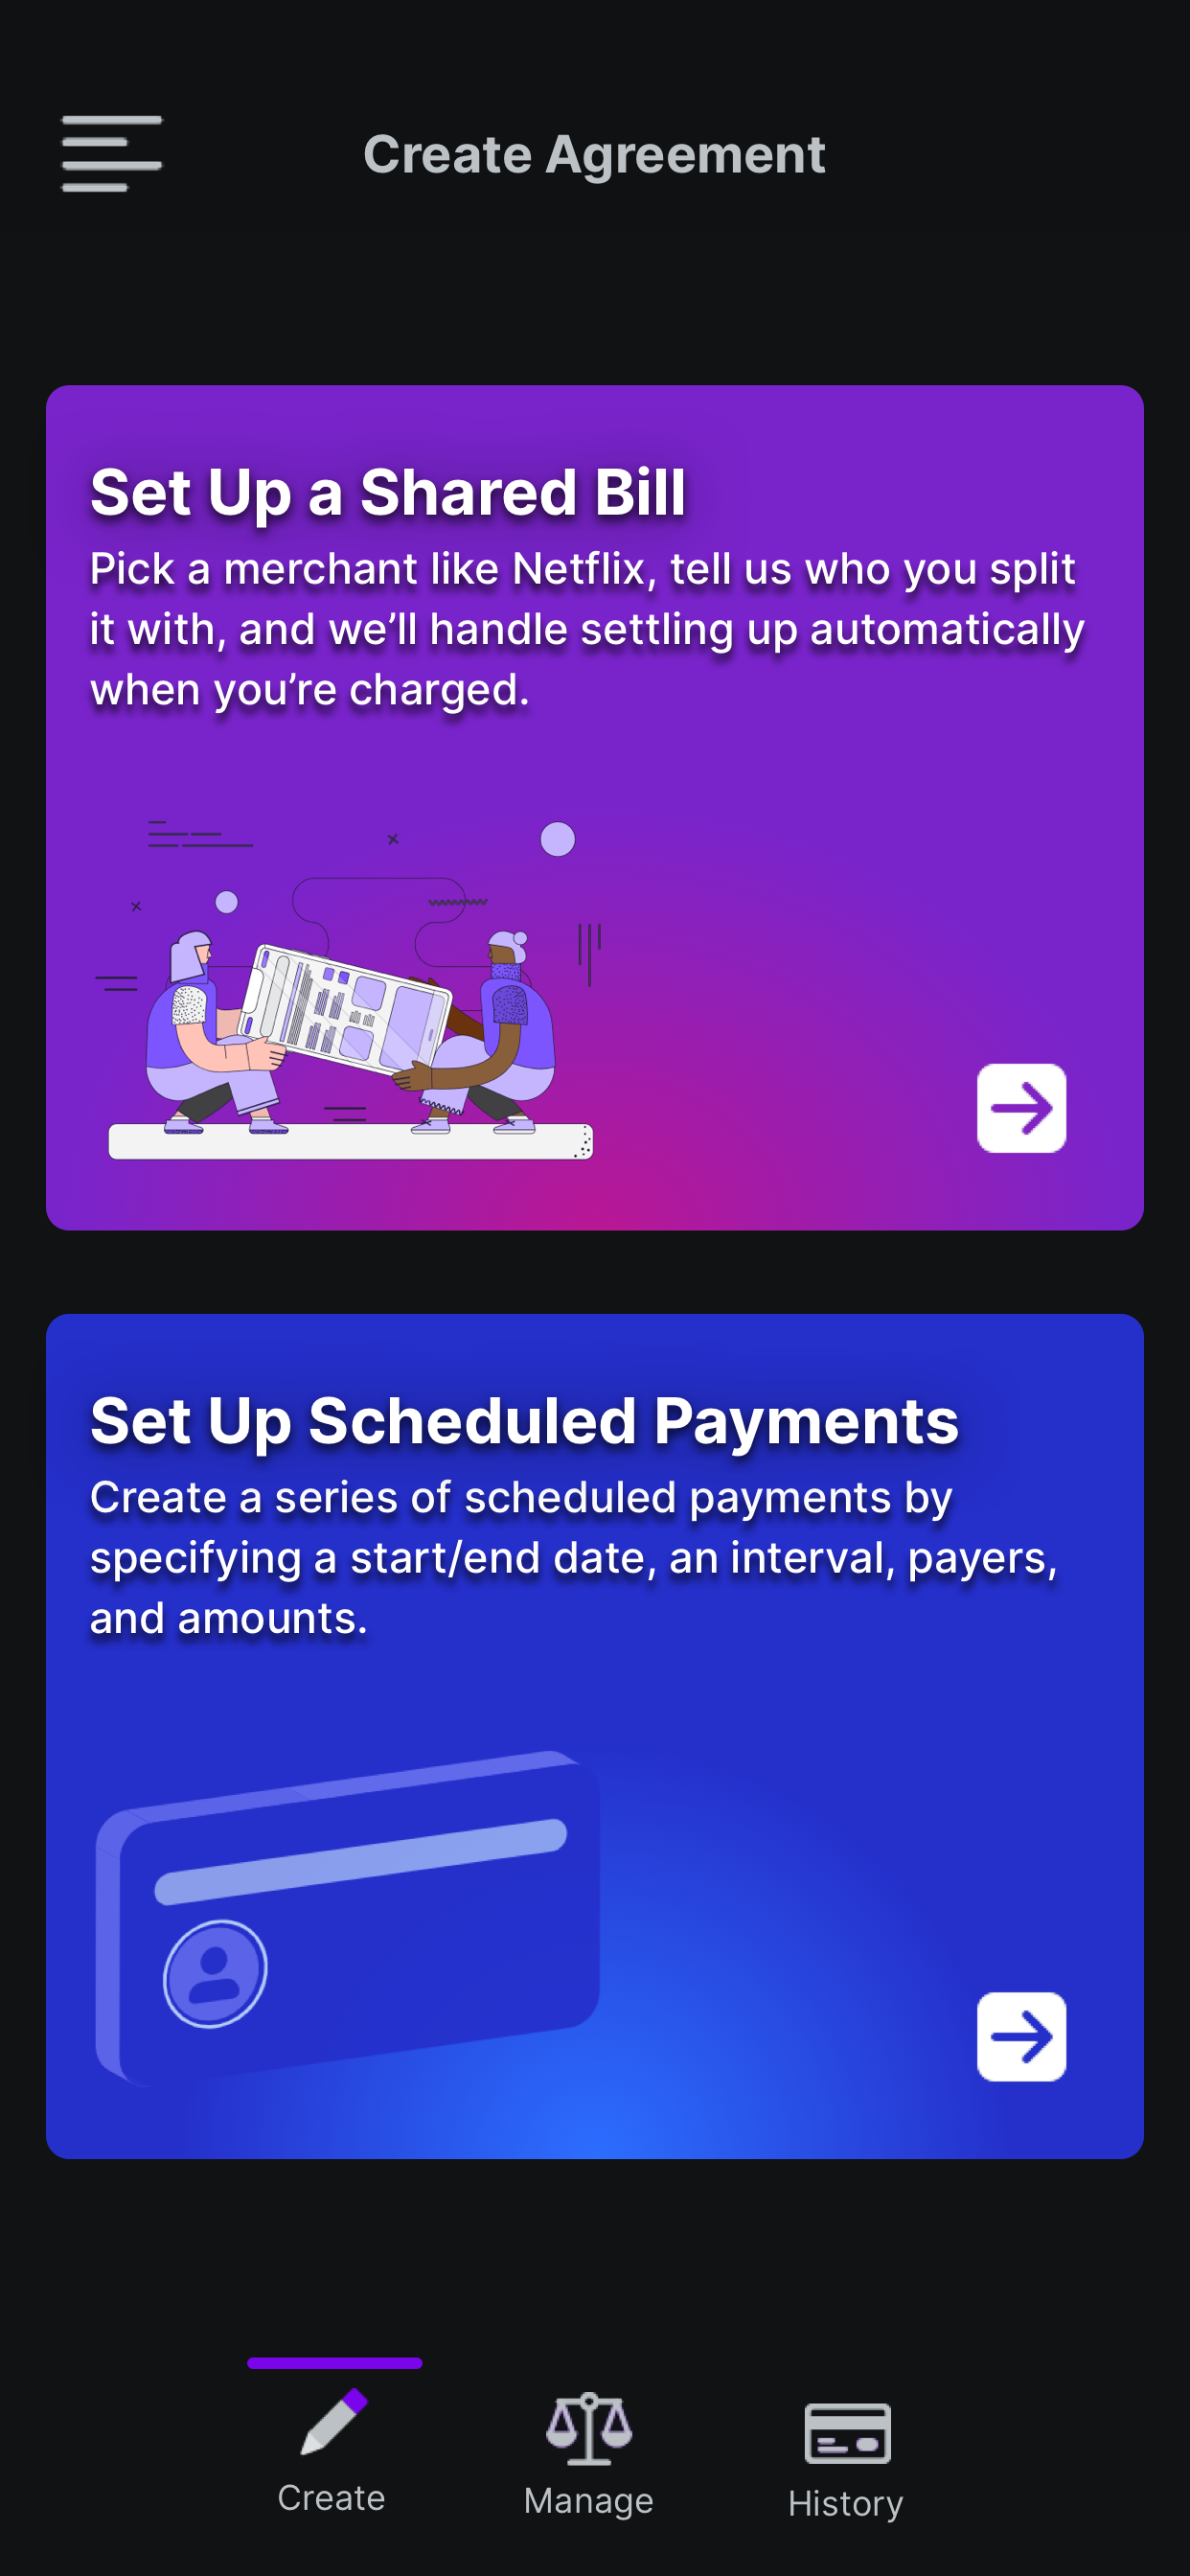 Create Agreement
Set Up a Shared Bill
Pick a merchant like Netflix, tell us who you split
it with, and we’ll handle settling up automatically
when you’re charged.
Set Up Scheduled Payments
Create a series of scheduled payments by
specifying a start/end date, an interval, payers,
and amounts.
Create
Manage
History